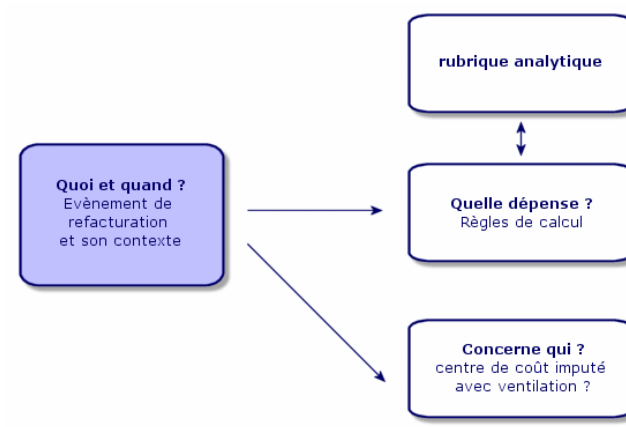 rubrique analytique
Quoi et quand ?
Evènement de
refacturation
et son contexte
Quelle dépense ?
Règles de calcul
Concerne qui ?
centre de coût imputé
avec ventilation ?